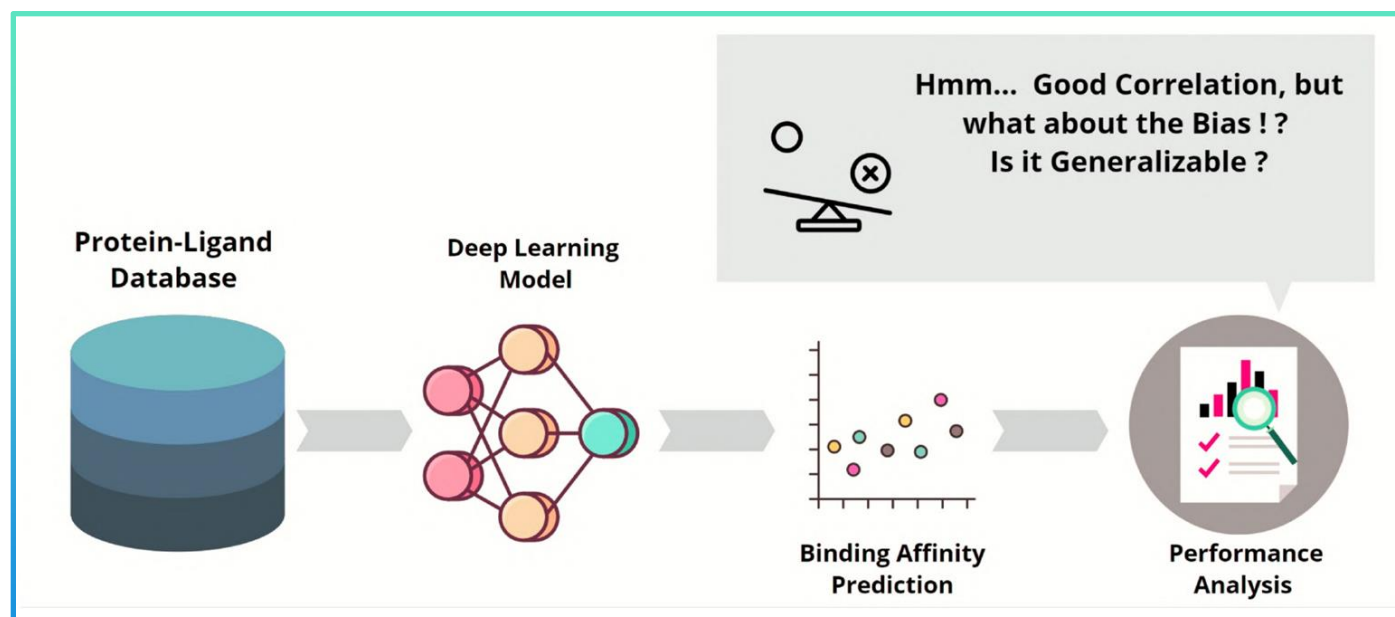 Hmm... Good Correlation, but
what about the Bias ! ?
Is it Generalizable ?
Protein-Ligand
Database
Deep Learning
Model
Binding Affinity
Prediction
Performance
Analysis